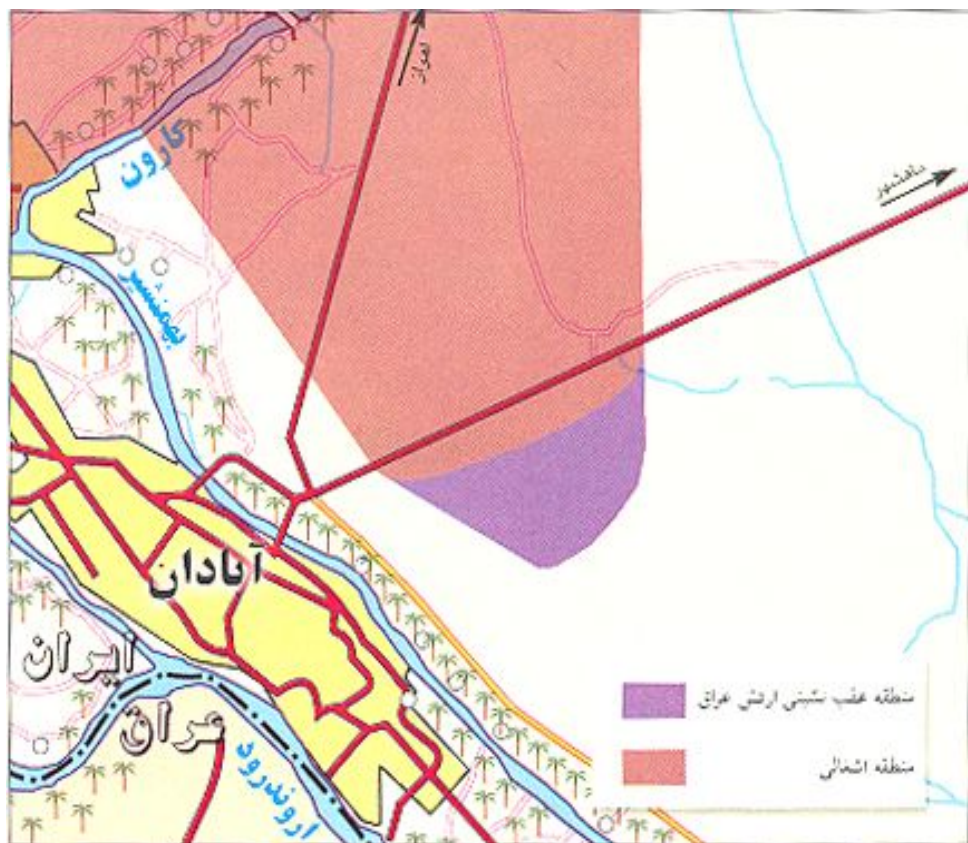 اهواز
کارون
ماهشهر
بهمنشیر
آبادان
ایران
عراق
اروندرود
منطقه عقب نشینی ارتش عراق
منطقه اشغالی